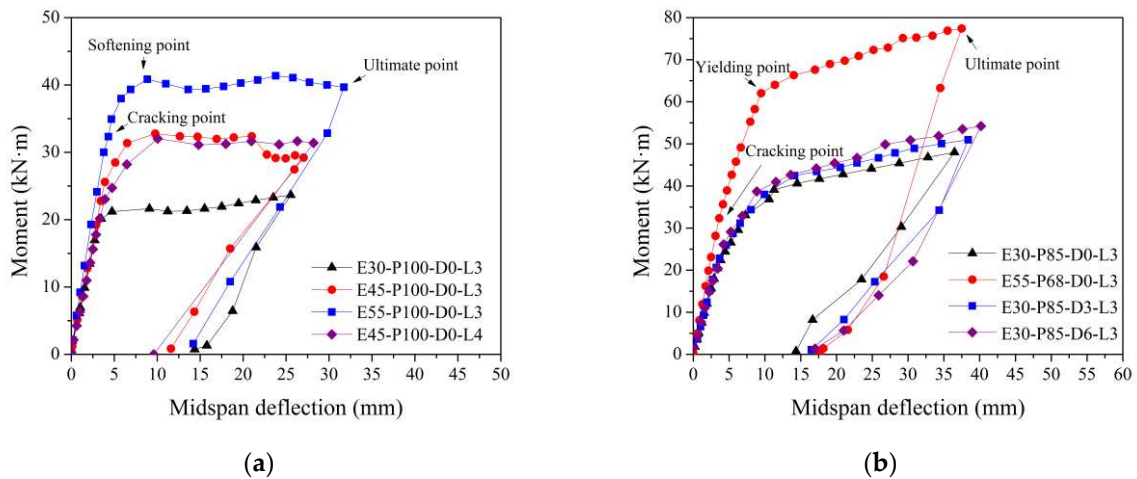 50
40
30
20
10
0
Moment (kN·m)
Softening point
Ultimate point
Cracking point
E30-P100-D0-L3
E45-P100-D0-L3
E55-P100-D0-L3
E45-P100-D0-L4
0 5 10 15 20 25 30 35 40 45 50
Midspan deflection (mm)
(a)
80
70
60
50
40
30
20
10
0
Moment (kN·m)
Yielding point
Ultimate point
Cracking point
E30-P85-D0-L3
E55-P68-D0-L3
E30-P85-D3-L3
E30-P85-D6-L3
0 5 10 15 20 25 30 35 40 45 50 55 60
Midspan deflection (mm)
(b)